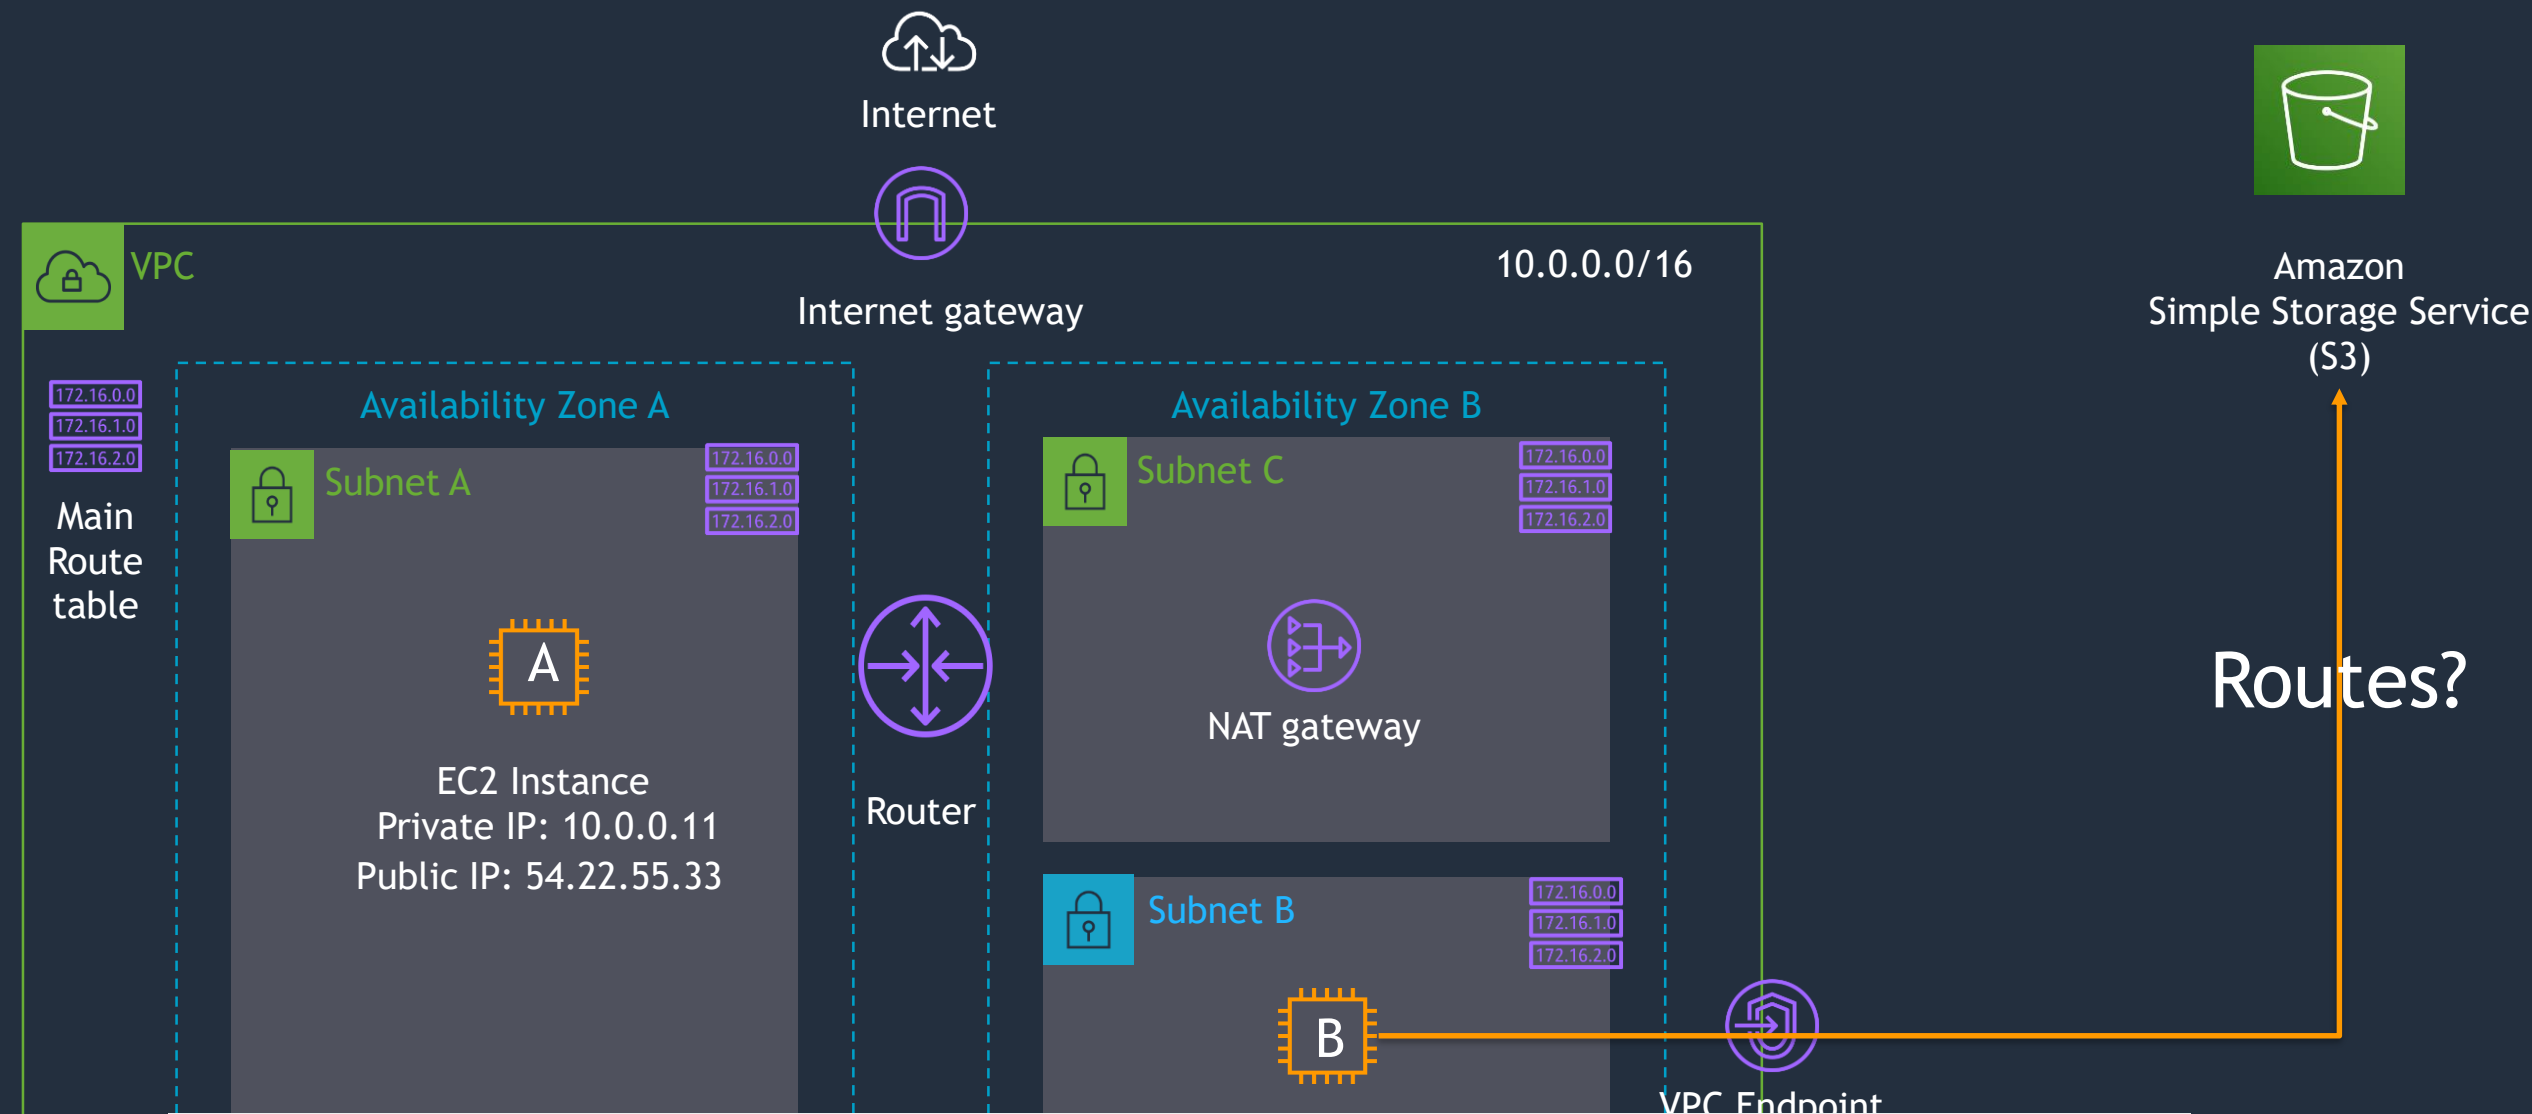 Internet
Amazon
Simple Storage Service
(S3)
VPC
10.0.0.0/16
Internet gateway
172.16.0.0
172.16.1.0
172.16.2.0
Main
Route
table
Availability Zone A
Subnet A
172.16.0.0
172.16.1.0
172.16.2.0
A
EC2 Instance
Private IP: 10.0.0.11
Public IP: 54.22.55.33
Router
Availability Zone B
Subnet C
172.16.0.0
172.16.1.0
172.16.2.0
NAT gateway
Subnet B
172.16.0.0
172.16.1.0
172.16.2.0
B
VPC Endpoint
Routes?